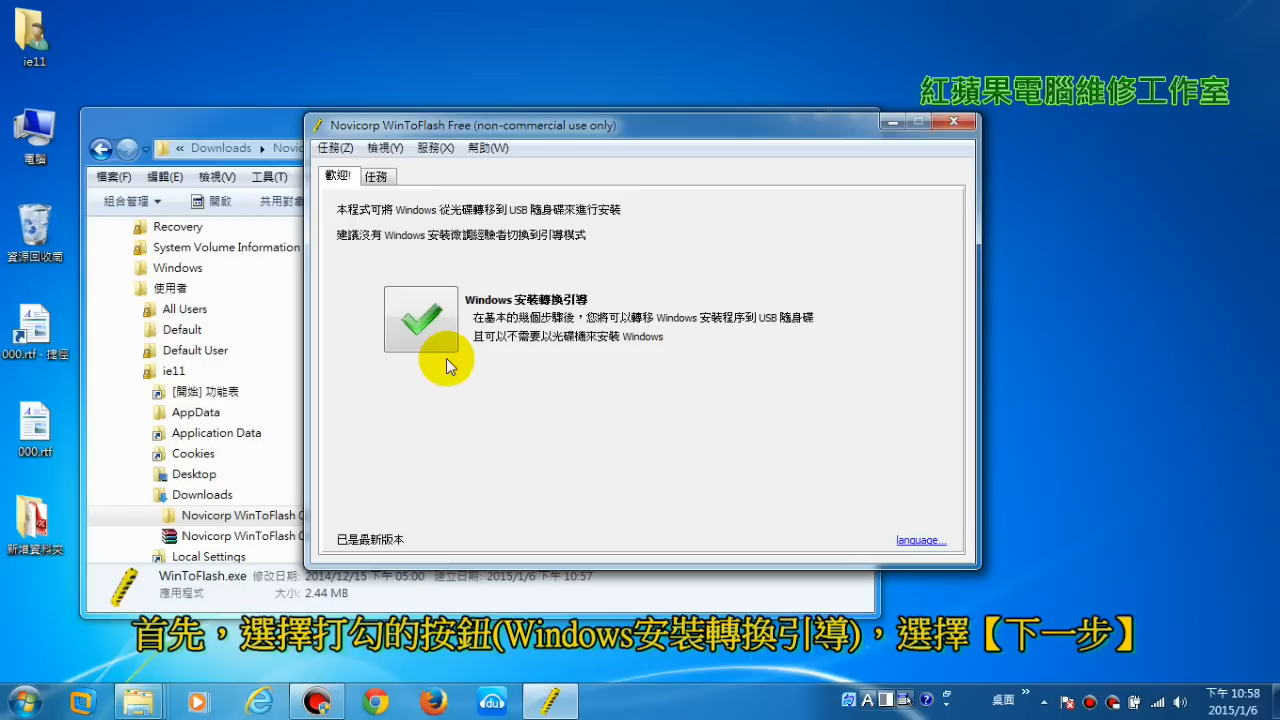 ie11
電腦
資源回收筒
000.rtf - 捷徑
000.rtf
新增資料夾
紅蘋果電腦維修工作室
« Downloads ▸ Novic
檔案(F) 編輯(E) 檢視(V) 工具(T)
組合管理 ▼ 開啟 共用對象
Recovery
System Volume Information
Windows
使用者
All Users
Default
Default User
ie11
[開始] 功能表
AppData
Application Data
Cookies
Desktop
Downloads
Novicorp WinToFlash
Novicorp WinToFlash
Local Settings
WinToFlash.exe 修改日期: 2014/12/15 下午 05:00 建立日期: 2015/1/6 下午 10:57
應用程式 大小: 2.44 MB
Novicorp WinToFlash Free (non-commercial use only)
任務(Z) 檢視(Y) 服務(X) 幫助(W)
歡迎! 任務
本程式可將 Windows 從光碟轉移到 USB 隨身碟來進行安裝
建議沒有 Windows 安裝微調經驗者切換到引導模式
Windows 安裝轉換引導
在基本的幾個步驟後，您將可以轉移 Windows 安裝程序到 USB 隨身碟
且可以不需要以光碟機來安裝 Windows
已是最新版本
language...
首先，選擇打勾的按鈕(Windows安裝轉換引導)，選擇【下一步】
du
A
桌面 »
下午 10:58
2015/1/6